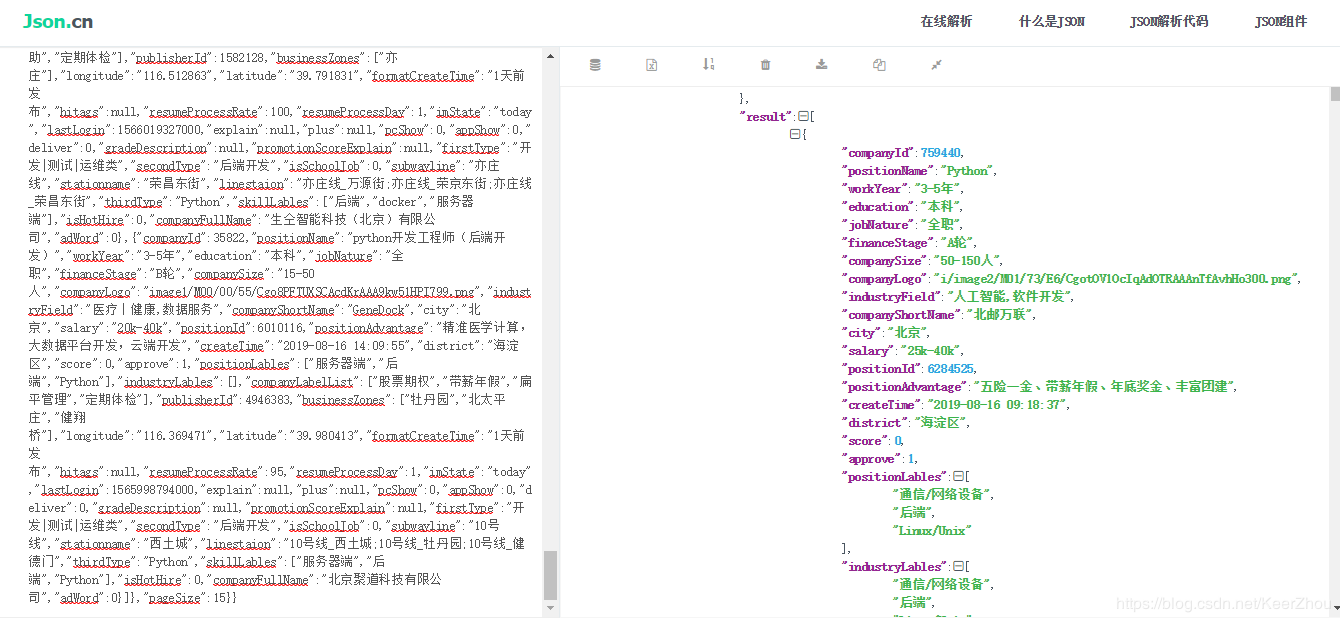 Json.cn
在线解析
什么是JSON
JSON解析代码
JSON组件
助","定期体检"],"publisherId":1582128,"businessZones":["亦
庄"],"longitude":"116.512863","latitude":"39.791831","formatCreateTime":"1天前
发
布","hitags":null,"resumeProcessRate":100,"resumeProcessDay":1,"imState":"today
","lastLogin":1566019327000,"explain":null,"plus":null,"pcShow":0,"appShow":0,"
deliver":0,"gradeDescription":null,"promotionScoreExplain":null,"firstType":"开
发|测试|运维类","secondType":"后端开发","isSchoolJob":0,"subwayline":"亦庄
线","stationname":"荣昌东街","linestaion":"亦庄线_万源街;亦庄线_荣京东街;亦庄线
_荣昌东街","thirdType":"Python","skillLables":["后端","docker","服务器
端"],"isHotHire":0,"companyFullName":"生仝智能科技（北京）有限公
司","adWord":0},{"companyId":35822,"positionName":"python开发工程师（后端开
发）","workYear":"3-5年","education":"本科","jobNature":"全
职","financeStage":"B轮","companySize":"15-50
人","companyLogo":"image1/M00/00/55/Cgo8PFTUXSCAcdKrAAA9kw51HPI799.png","indust
ryField":"医疗丨健康,数据服务","companyShortName":"GeneDock","city":"北
京","salary":"20k-40k","positionId":6010116,"positionAdvantage":"精准医学计算，
大数据平台开发，云端开发","createTime":"2019-08-16 14:09:55","district":"海淀
区","score":0,"approve":1,"positionLables":["服务器端","后
端","Python"],"industryLables":[],"companyLabelList":["股票期权","带薪年假","扁
平管理","定期体检"],"publisherId":4946383,"businessZones":["牡丹园","北太平
庄","健翔
桥"],"longitude":"116.369471","latitude":"39.980413","formatCreateTime":"1天前
发
布","hitags":null,"resumeProcessRate":95,"resumeProcessDay":1,"imState":"today"
,"lastLogin":1565998794000,"explain":null,"plus":null,"pcShow":0,"appShow":0,"d
eliver":0,"gradeDescription":null,"promotionScoreExplain":null,"firstType":"开
发|测试|运维类","secondType":"后端开发","isSchoolJob":0,"subwayline":"10号
线","stationname":"西土城","linestaion":"10号线_西土城;10号线_牡丹园;10号线_健
德门","thirdType":"Python","skillLables":["服务器端","后
端","Python"],"isHotHire":0,"companyFullName":"北京聚道科技有限公
司","adWord":0}]},"pageSize":15}}
},
"result":[
{
"companyId":759440,
"positionName":"Python",
"workYear":"3-5年",
"education":"本科",
"jobNature":"全职",
"financeStage":"A轮",
"companySize":"50-150人",
"companyLogo":"i/image2/M01/73/E6/CgotOV1OcIqAdOTRAAAnIfAvhHo300.png",
"industryField":"人工智能,软件开发",
"companyShortName":"北邮万联",
"city":"北京",
"salary":"25k-40k",
"positionId":6284525,
"positionAdvantage":"五险一金、带薪年假、年底奖金、丰富团建",
"createTime":"2019-08-16 09:18:37",
"district":"海淀区",
"score":0,
"approve":1,
"positionLables":[
"通信/网络设备",
"后端",
"Linux/Unix"
],
"industryLables":[
"通信/网络设备",
"后端",
https://blog.csdn.net/KeerZhou